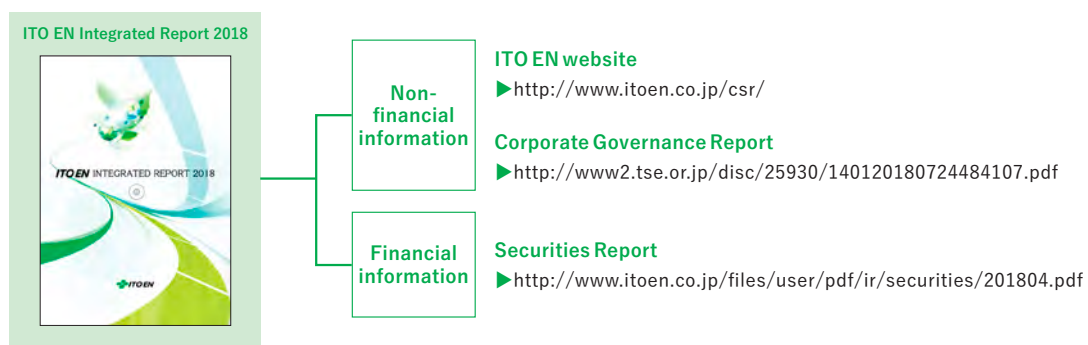 ITO EN Integrated Report 2018
ITO EN INTEGRATED REPORT 2018
ITO EN
Non-
financial
information
ITO EN website
▶http://www.itoen.co.jp/csr/
Corporate Governance Report
▶http://www2.tse.or.jp/disc/25930/140120180724484107.pdf
Financial
information
Securities Report
▶http://www.itoen.co.jp/files/user/pdf/ir/securities/201804.pdf